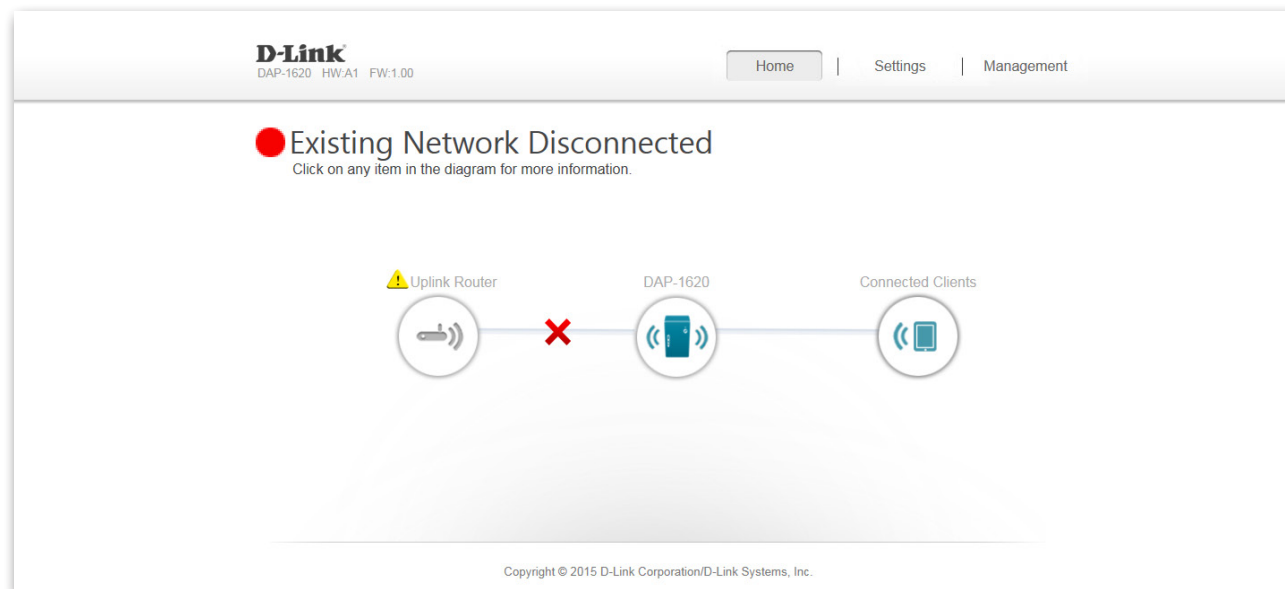 D-Link
DAP-1620 HW:A1 FW:1.00
Home
Settings
Management
Existing Network Disconnected
Click on any item in the diagram for more information.
Uplink Router
DAP-1620
Connected Clients
Copyright © 2015 D-Link Corporation/D-Link Systems, Inc.